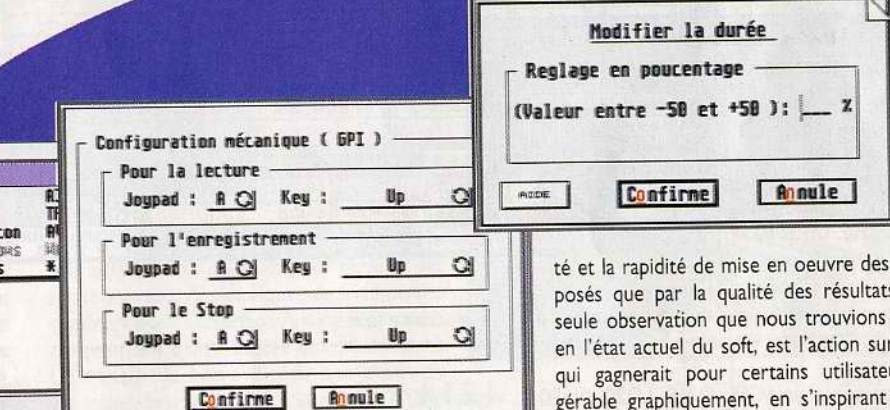 Modifier la durée
Reglage en poucentage
(Valeur entre -50 et +50 ): ___ %
AIDE
Confirme
Annule
Configuration mécanique ( GPI )
Pour la lecture
Joypad : A Key : Up
Pour l'enregistrement
Joypad : A Key : Up
Pour le Stop
Joypad : A Key : Up
Confirme
Annule
té et la rapidité de mise en oeuvre des
posés que par la qualité des résultats
seule observation que nous trouvions
en l'état actuel du soft, est l'action sur
qui gagnerait pour certains utilisate
gérable graphiquement, en s'inspirant